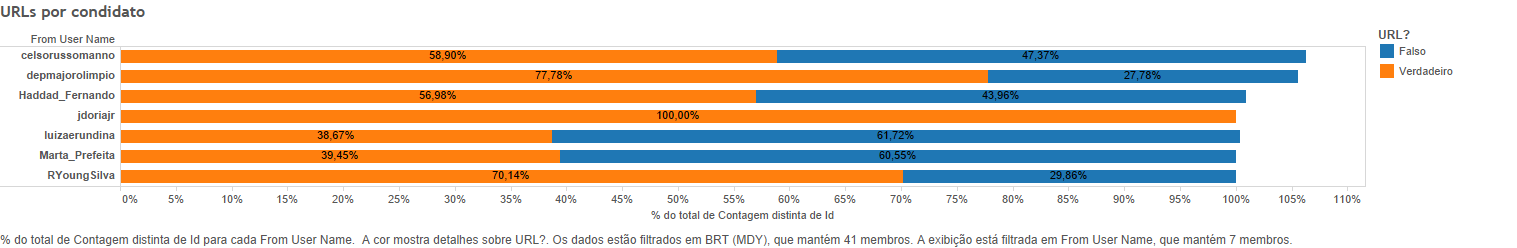 URLs por condidato
From User Name
URL?
celsorussomanno 58,90% 47,37%
Falso
depmajorolimpio 77,78% 27,78%
Verdadeiro
Haddad_Fernando 56,98% 43,96%
jdoriajr 100,00%
luizaerundina 38,67% 61,72%
Marta_Prefeita 39,45% 60,55%
RYoungSilva 70,14% 29,86%
0% 5% 10% 15% 20% 25% 30% 35% 40% 45% 50% 55% 60% 65% 70% 75% 80% 85% 90% 95% 100% 105% 110%
% do total de Contagem distinta de Id
% do total de Contagem distinta de Id para cada From User Name. A cor mostra detalhes sobre URL?. Os dados estão filtrados em BRT (MDY), que mantém 41 membros. A exibição está filtrada em From User Name, que mantém 7 membros.